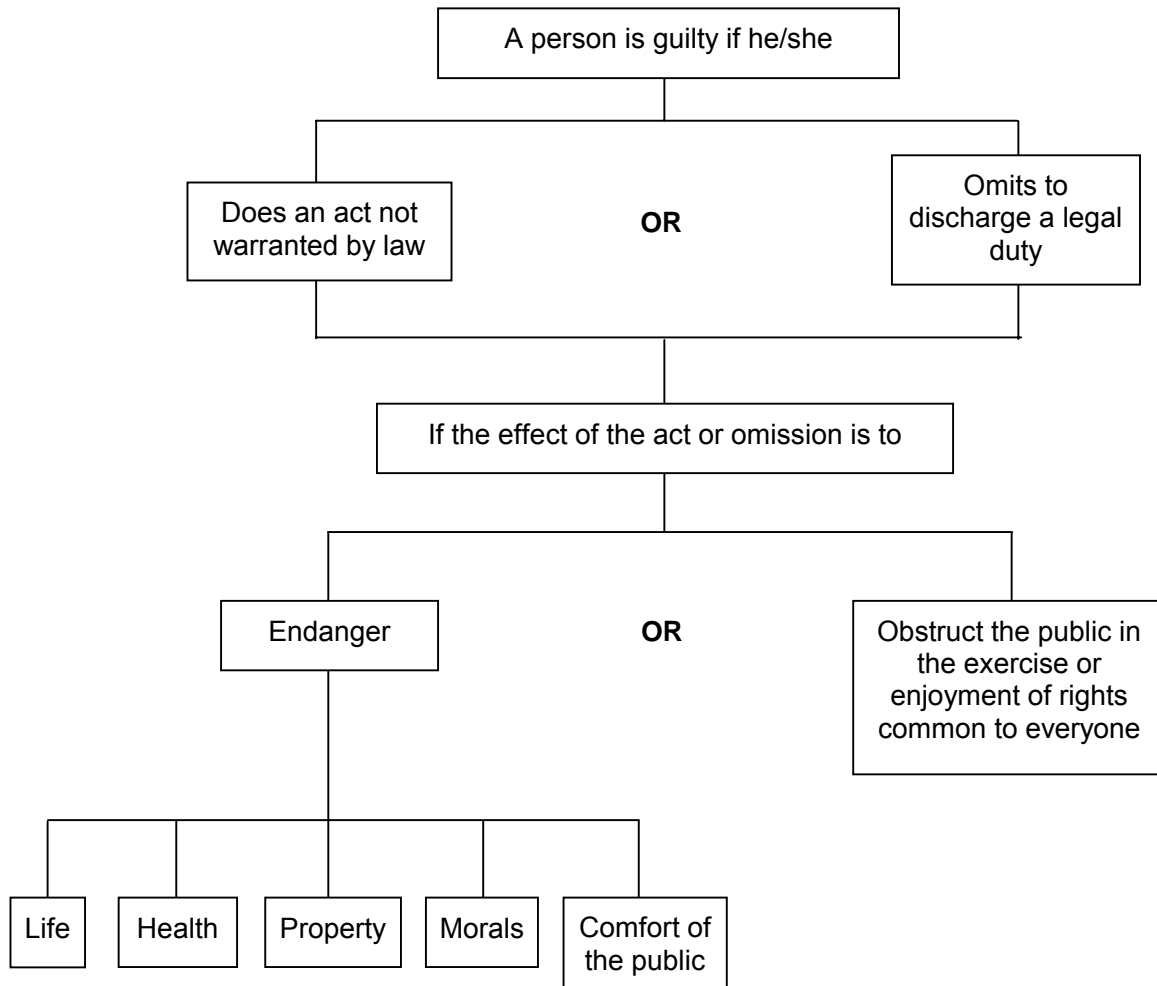 A person is guilty if he/she
Does an act not
warranted by law
OR
Omits to
discharge a legal
duty
If the effect of the act or omission is to
Endanger
OR
Obstruct the public in
the exercise or
enjoyment of rights
common to everyone
Life
Health
Property
Morals
Comfort of
the public